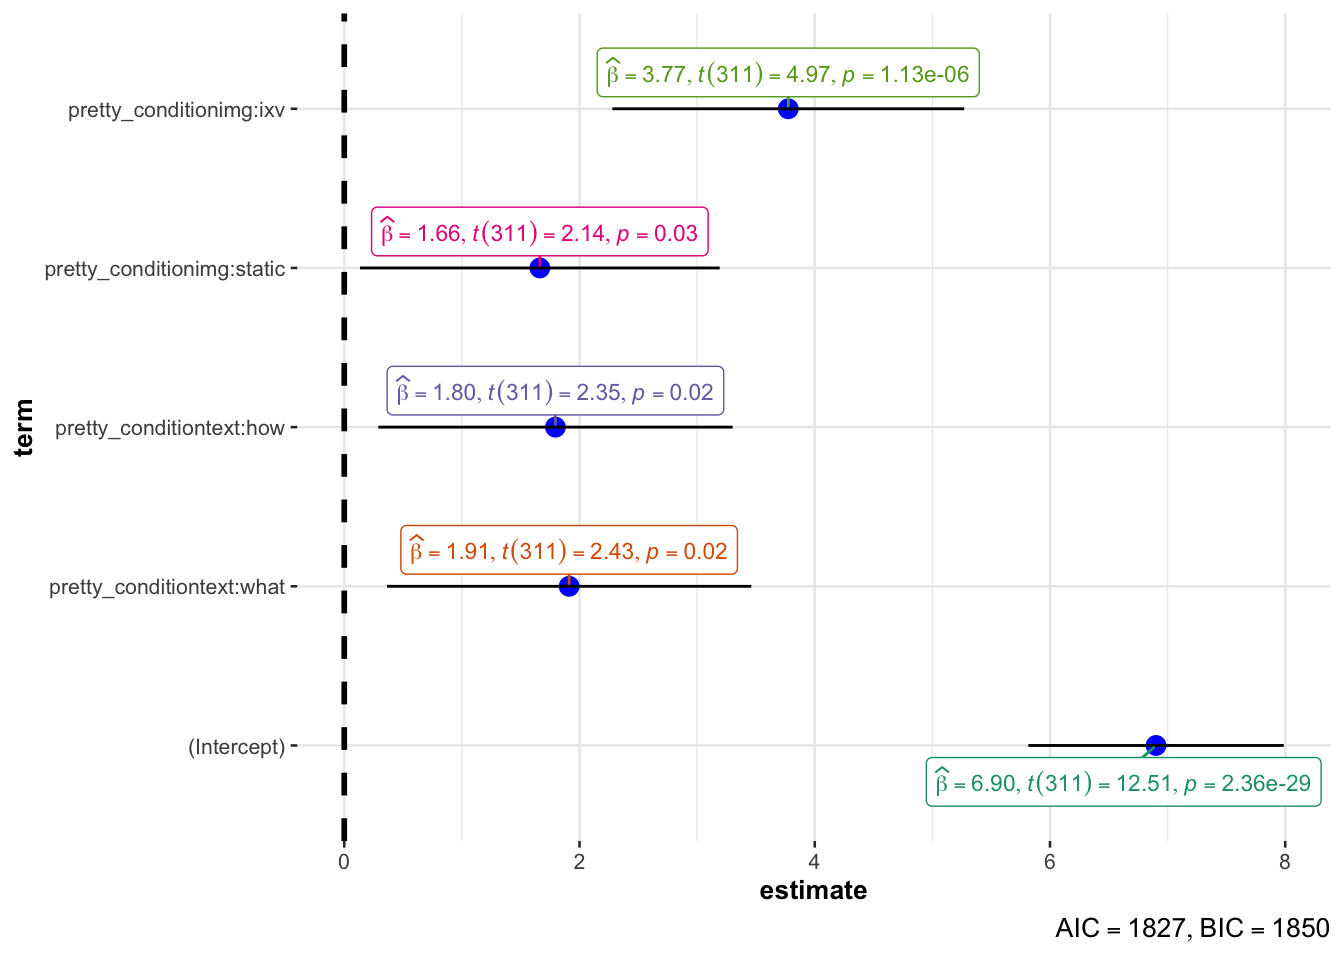 β̂ = 3.77, t(311) = 4.97, p = 1.13e-06
pretty_conditionimg:ixv
β̂ = 1.66, t(311) = 2.14, p = 0.03
pretty_conditionimg:static
β̂ = 1.80, t(311) = 2.35, p = 0.02
pretty_conditiontext:how
term
β̂ = 1.91, t(311) = 2.43, p = 0.02
pretty_conditiontext:what
(Intercept)
β̂ = 6.90, t(311) = 12.51, p = 2.36e-29
0 2 4 6 8
estimate
AIC = 1827, BIC = 1850